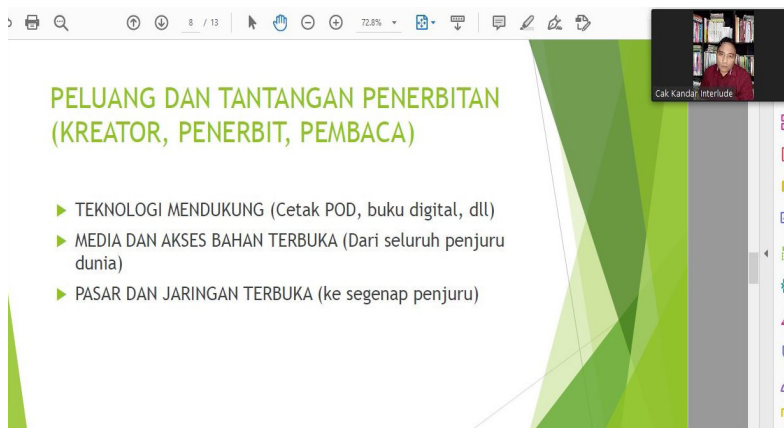 8 / 13
72.8%
Cak Kandar Interlude
PELUANG DAN TANTANGAN PENERBITAN
(KREATOR, PENERBIT, PEMBACA)
TEKNOLOGI MENDUKUNG (Cetak POD, buku digital, dll)
MEDIA DAN AKSES BAHAN TERBUKA (Dari seluruh penjuru
dunia)
PASAR DAN JARINGAN TERBUKA (ke segenap penjuru)